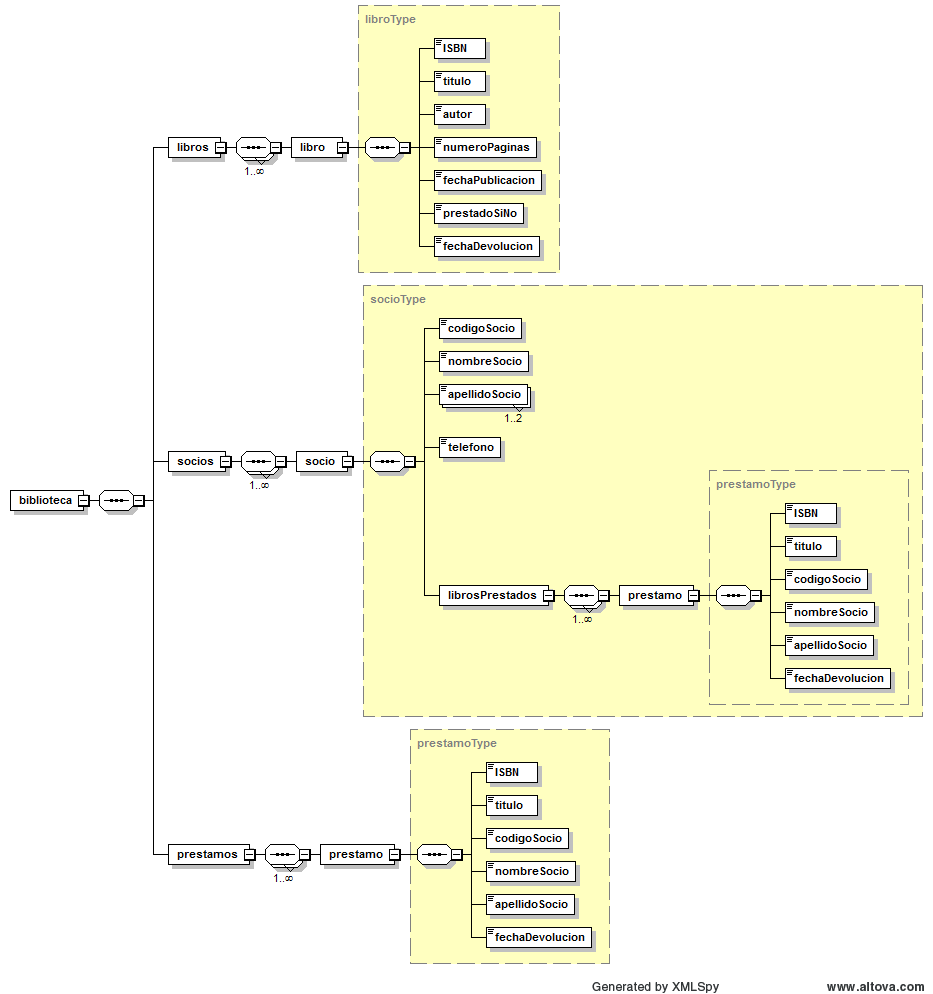 libroType
ISBN
titulo
autor
libros
libro
numeroPaginas
1..∞
fechaPublicacion
prestadoSiNo
fechaDevolucion
socioType
codigoSocio
nombreSocio
apellidoSocio
1..2
telefono
socios
socio
1..∞
biblioteca
prestamoType
ISBN
titulo
codigoSocio
librosPrestados
prestamo
1..∞
nombreSocio
apellidoSocio
fechaDevolucion
prestamoType
ISBN
titulo
codigoSocio
prestamos
prestamo
1..∞
nombreSocio
apellidoSocio
fechaDevolucion
Generated by XMLSpy
www.altova.com